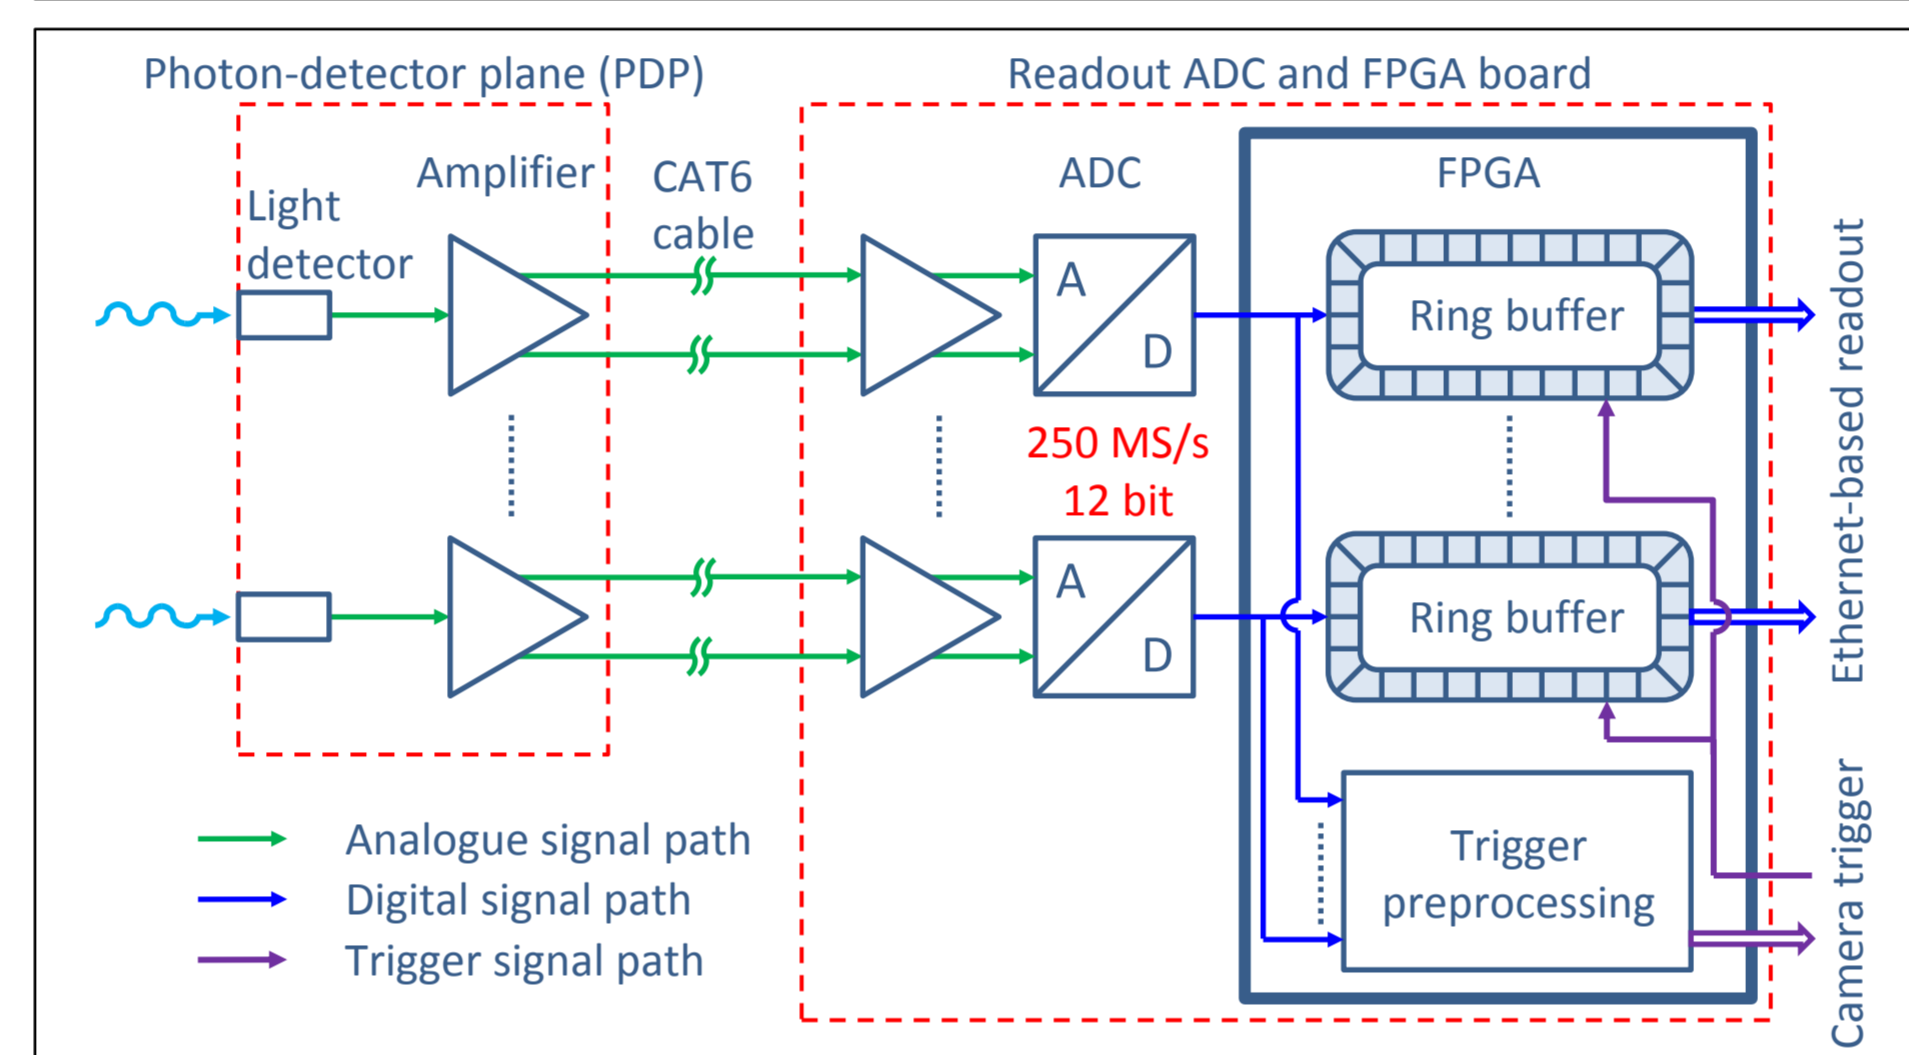 Photon-detector plane (PDP)
Readout ADC and FPGA board
Amplifier
CAT6
cable
Light
detector
ADC
FPGA
A
D
Ring buffer
250 MS/s
12 bit
A
D
Ring buffer
Trigger
preprocessing
Ethernet-based readout
Camera trigger
Analogue signal path
Digital signal path
Trigger signal path